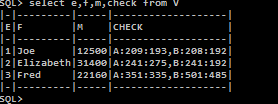 SQL> select e,f,m,check from V
|-|---------|-----|-------------------|
|E|F        |M    |CHECK              |
|-|---------|-----|-------------------|
|1|Joe      |12500|A:209:193,B:208:192|
|2|Elizabeth|31400|A:241:275,B:241:192|
|3|Fred     |22160|A:351:335,B:501:485|
|-|---------|-----|-------------------|
SQL>